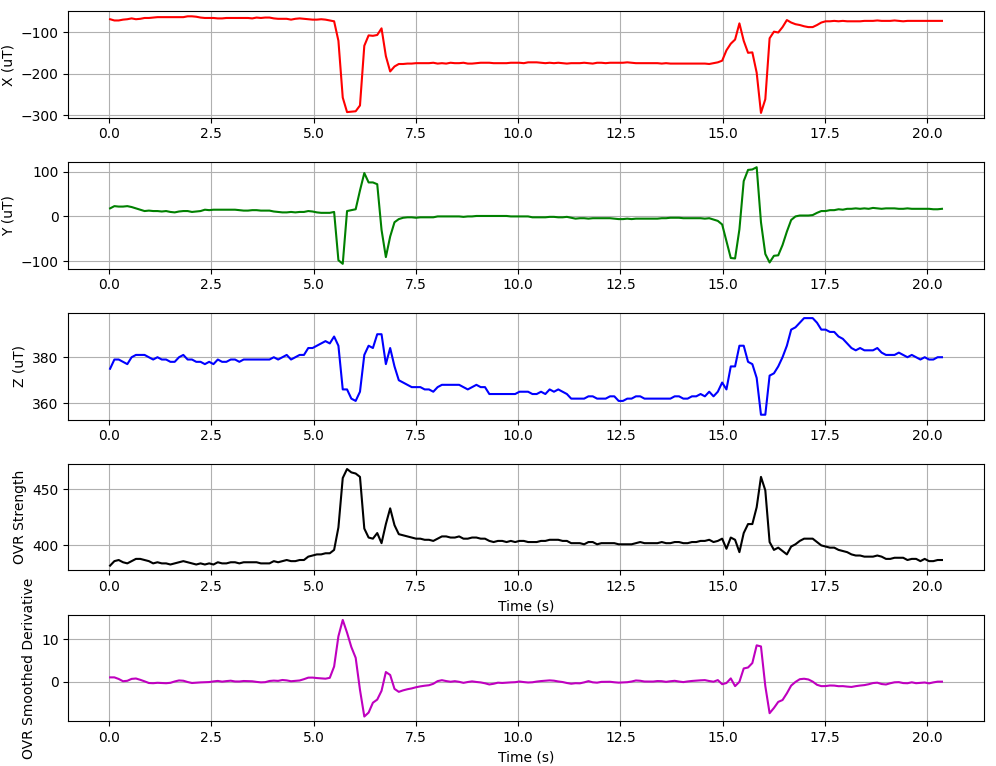 X (uT)
−100
−200
−300
0.0 2.5 5.0 7.5 10.0 12.5 15.0 17.5 20.0
Y (uT)
100
0
−100
0.0 2.5 5.0 7.5 10.0 12.5 15.0 17.5 20.0
Z (uT)
380
360
0.0 2.5 5.0 7.5 10.0 12.5 15.0 17.5 20.0
OVR Strength
450
400
0.0 2.5 5.0 7.5 10.0 12.5 15.0 17.5 20.0
Time (s)
OVR Smoothed Derivative
10
0
0.0 2.5 5.0 7.5 10.0 12.5 15.0 17.5 20.0
Time (s)